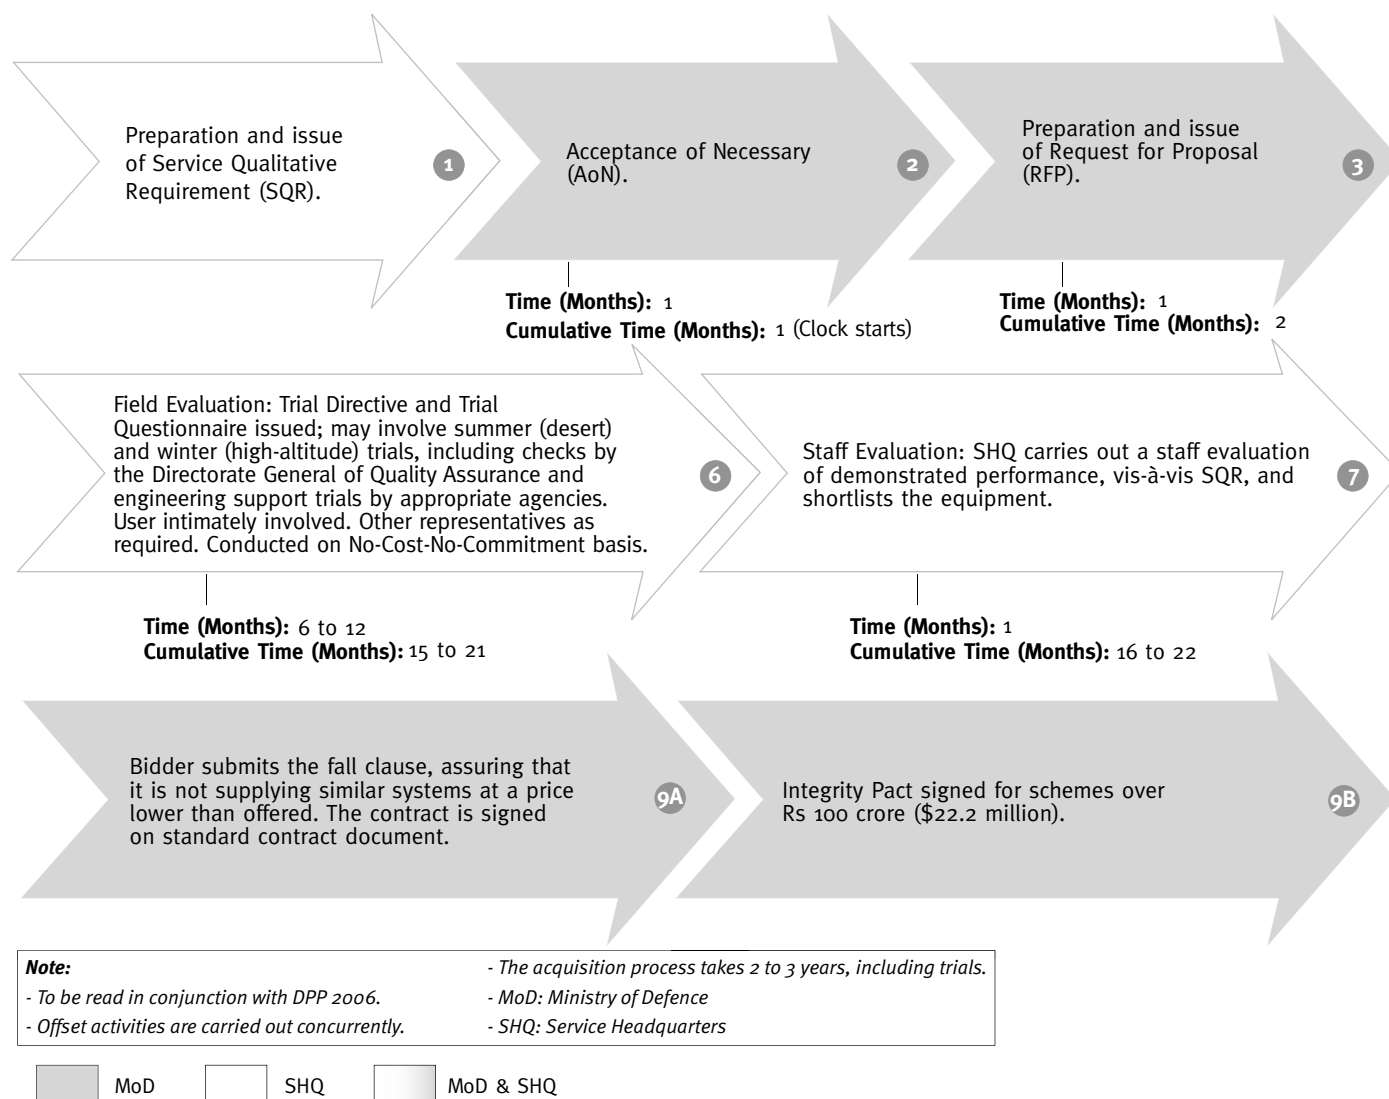 Preparation and issue
of Service Qualitative
Requirement (SQR).
1
Acceptance of Necessary
(AoN).
2
Preparation and issue
of Request for Proposal
(RFP).
3
Time (Months): 1
Cumulative Time (Months): 1 (Clock starts)
Time (Months): 1
Cumulative Time (Months): 2
Field Evaluation: Trial Directive and Trial
Questionnaire issued; may involve summer (desert)
and winter (high-altitude) trials, including checks by
the Directorate General of Quality Assurance and
engineering support trials by appropriate agencies.
User intimately involved. Other representatives as
required. Conducted on No-Cost-No-Commitment basis.
6
Staff Evaluation: SHQ carries out a staff evaluation
of demonstrated performance, vis-à-vis SQR, and
shortlists the equipment.
7
Time (Months): 6 to 12
Cumulative Time (Months): 15 to 21
Time (Months): 1
Cumulative Time (Months): 16 to 22
Bidder submits the fall clause, assuring that
it is not supplying similar systems at a price
lower than offered. The contract is signed
on standard contract document.
9A
Integrity Pact signed for schemes over
Rs 100 crore ($22.2 million).
9B
Note:
- To be read in conjunction with DPP 2006.
- Offset activities are carried out concurrently.
- The acquisition process takes 2 to 3 years, including trials.
- MoD: Ministry of Defence
- SHQ: Service Headquarters
MoD
SHQ
MoD & SHQ